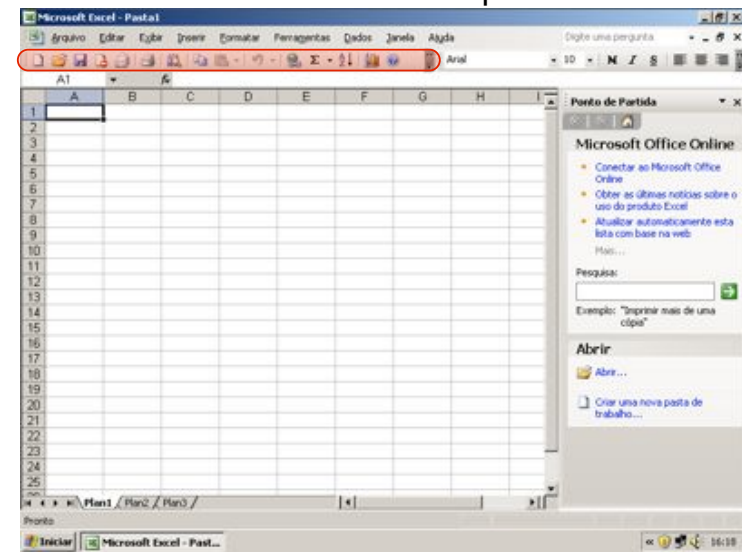 Microsoft Excel - Pasta1
Arquivo Editar Exibir Inserir Formatar Ferramentas Dados Janela Ajuda Digite uma pergunta
Arial 10 N I S
A1 fx
A B C D E F G H I
1
2
3
4
5
6
7
8
9
10
11
12
13
14
15
16
17
18
19
20
21
22
23
24
25
Ponto de Partida
Microsoft Office Online
Conectar ao Microsoft Office
Online
Obter as últimas notícias sobre o
uso do produto Excel
Atualizar automaticamente esta
lista com base na web
Mais...
Pesquisa:
Exemplo: "Imprimir mais de uma
cópia"
Abrir
Abrir...
Criar uma nova pasta de
trabalho...
Plan1 / Plan2 / Plan3 /
Pronto
Iniciar Microsoft Excel - Past... 16:18